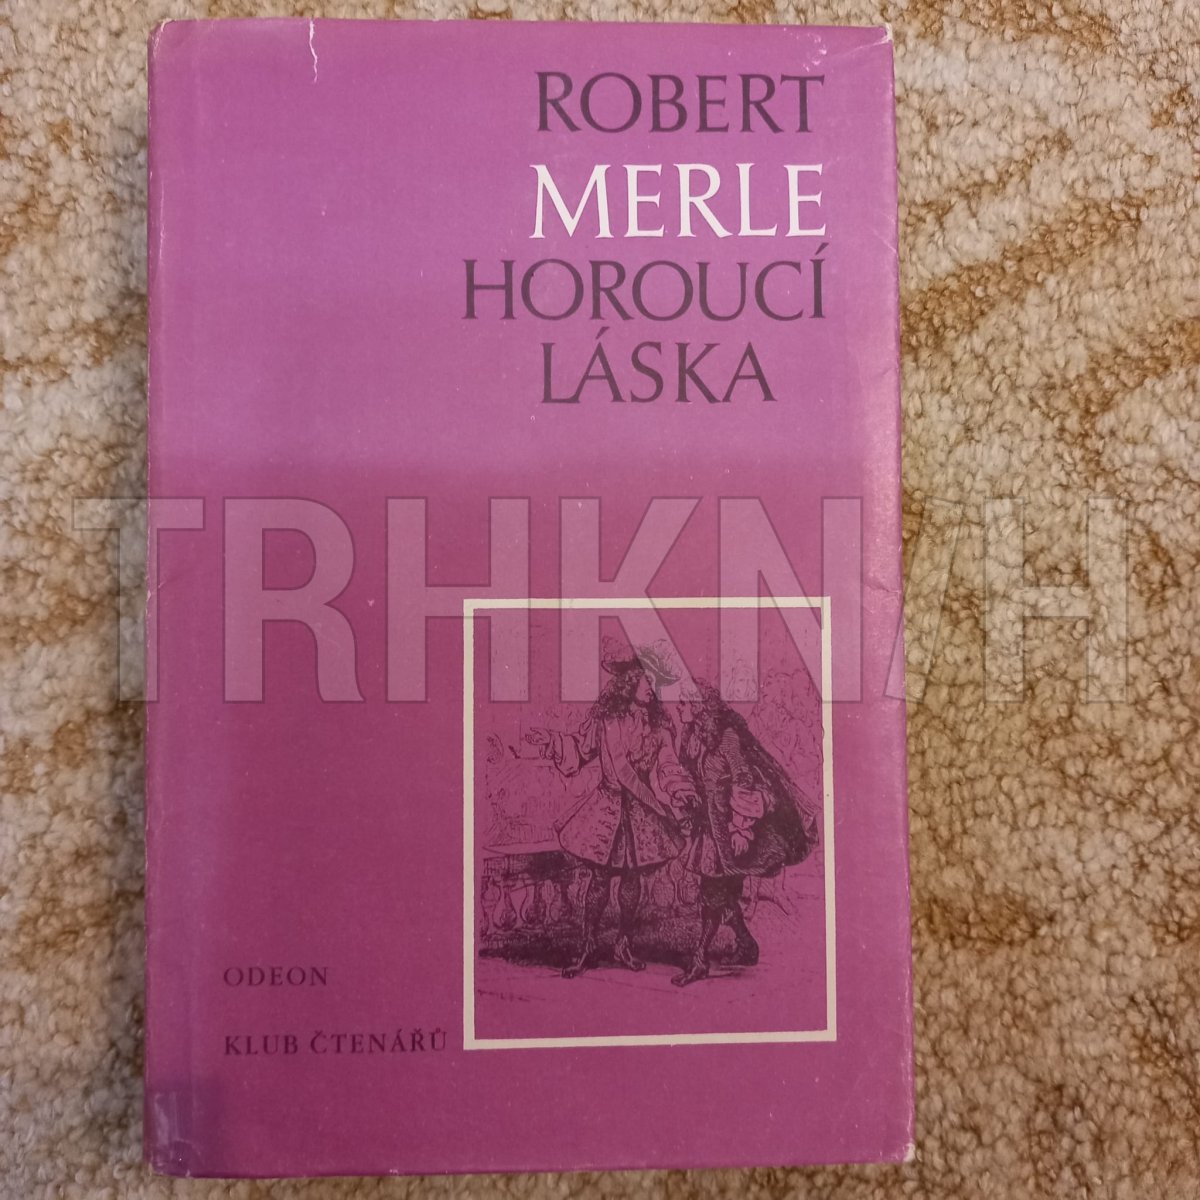 ROBERT
MERLE
HOROUCÍ
LÁSKA
TRHKNIH
ODEON
KLUB ČTENÁŘŮ